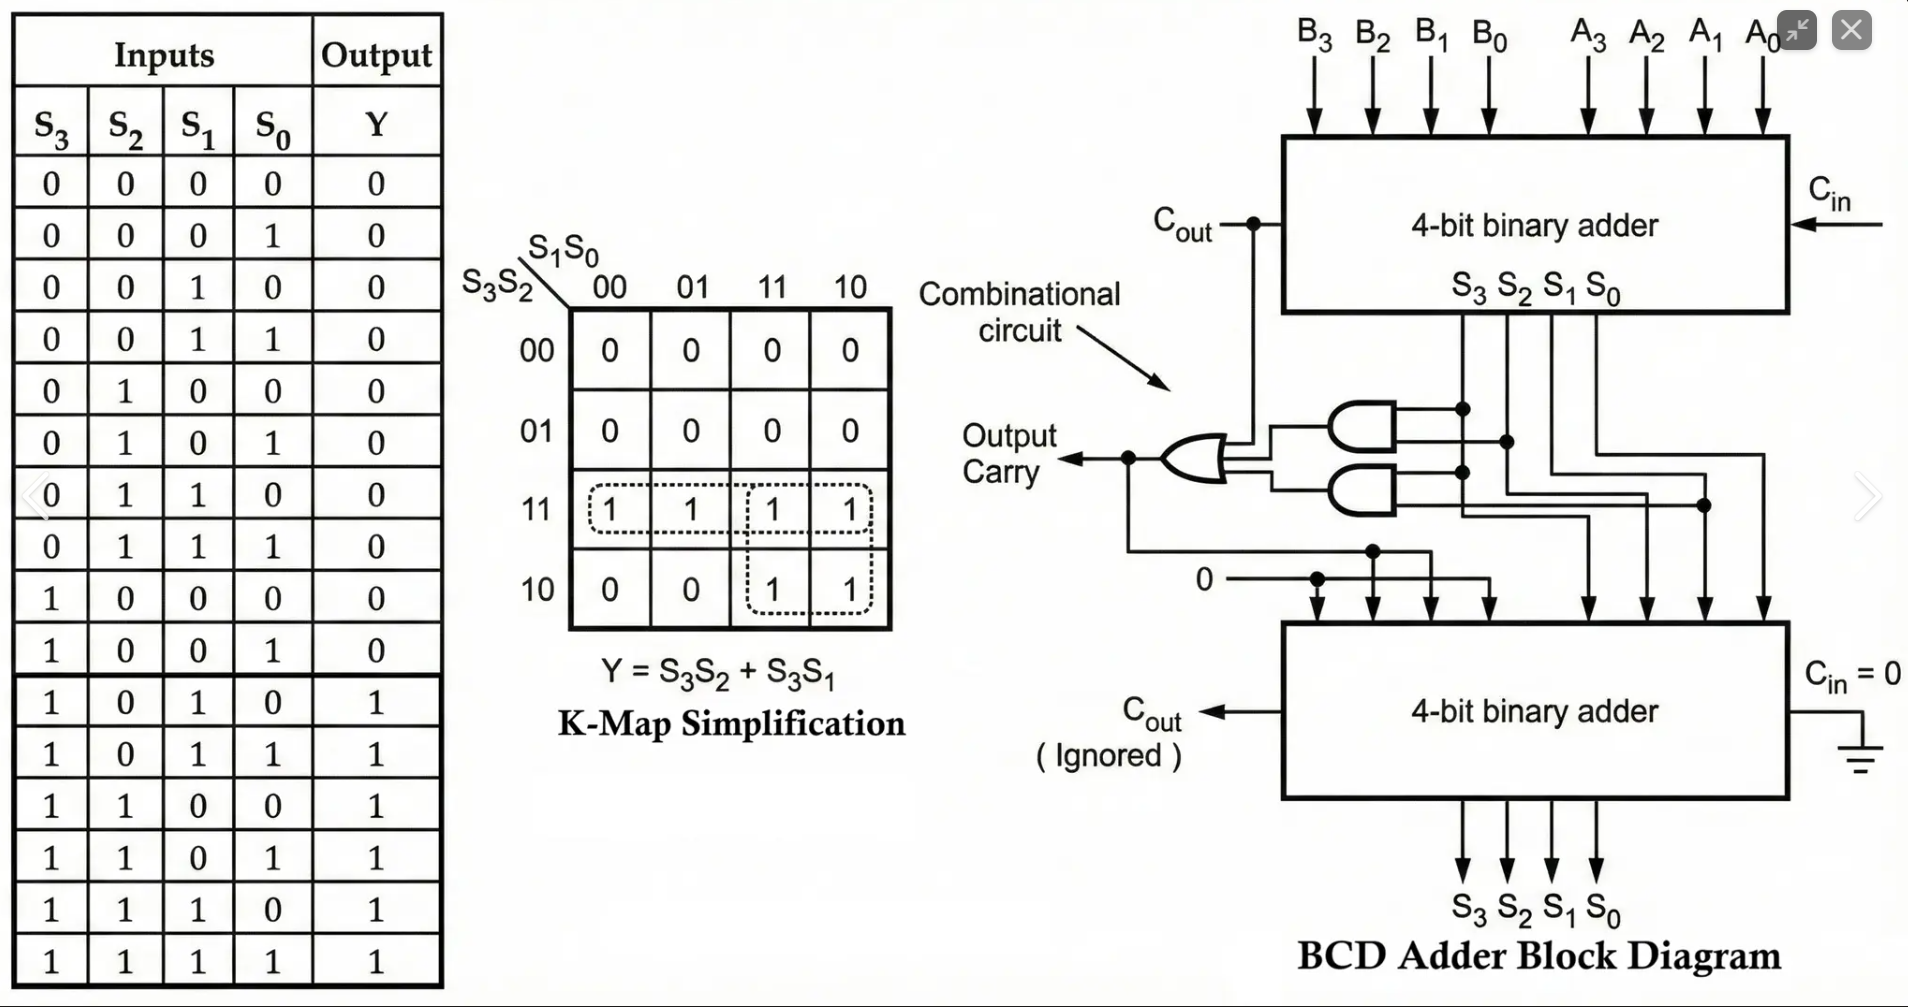 Inputs Output
S3 S2 S1 S0 Y
0 0 0 0 0
0 0 0 1 0
0 0 1 0 0
0 0 1 1 0
0 1 0 0 0
0 1 0 1 0
0 1 1 0 0
0 1 1 1 0
1 0 0 0 0
1 0 0 1 0
1 0 1 0 1
1 0 1 1 1
1 1 0 0 1
1 1 0 1 1
1 1 1 0 1
1 1 1 1 1
S1S0
S3S2 00 01 11 10
00 0 0 0 0
01 0 0 0 0
11 1 1 1 1
10 0 0 1 1
Y = S3S2 + S3S1
K-Map Simplification
B3 B2 B1 B0 A3 A2 A1 A0
Cin
Cout
4-bit binary adder
S3 S2 S1 S0
Combinational
circuit
Output
Carry
0
Cin = 0
4-bit binary adder
Cout
( Ignored )
S3 S2 S1 S0
BCD Adder Block Diagram